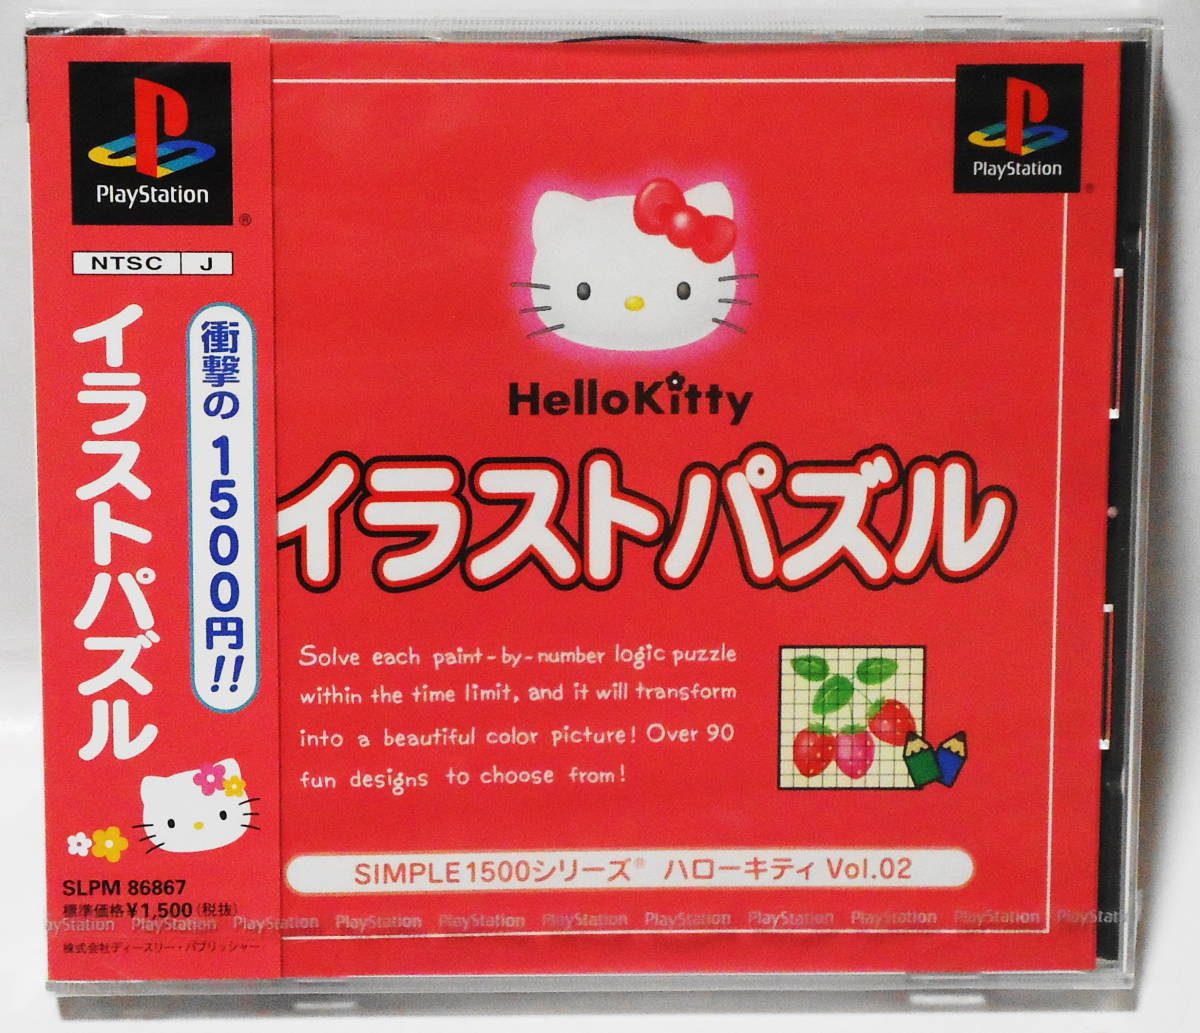 PlayStation
®
NTSC J
イラストパズル
衝撃の1500円!!
SLPM 86867
標準価格¥1,500(税抜)
株式会社ディースリー・パブリッシャー
PlayStation
®
HelloKitty
イラストパズル
Solve each paint-by-number logic puzzle
within the time limit, and it will transform
into a beautiful color picture! Over 90
fun designs to choose from!
SIMPLE1500シリーズ® ハローキティ Vol.02
PlayStation PlayStation PlayStation PlayStation PlayStation PlayStation PlayStation PlayStation PlayStation PlayStat